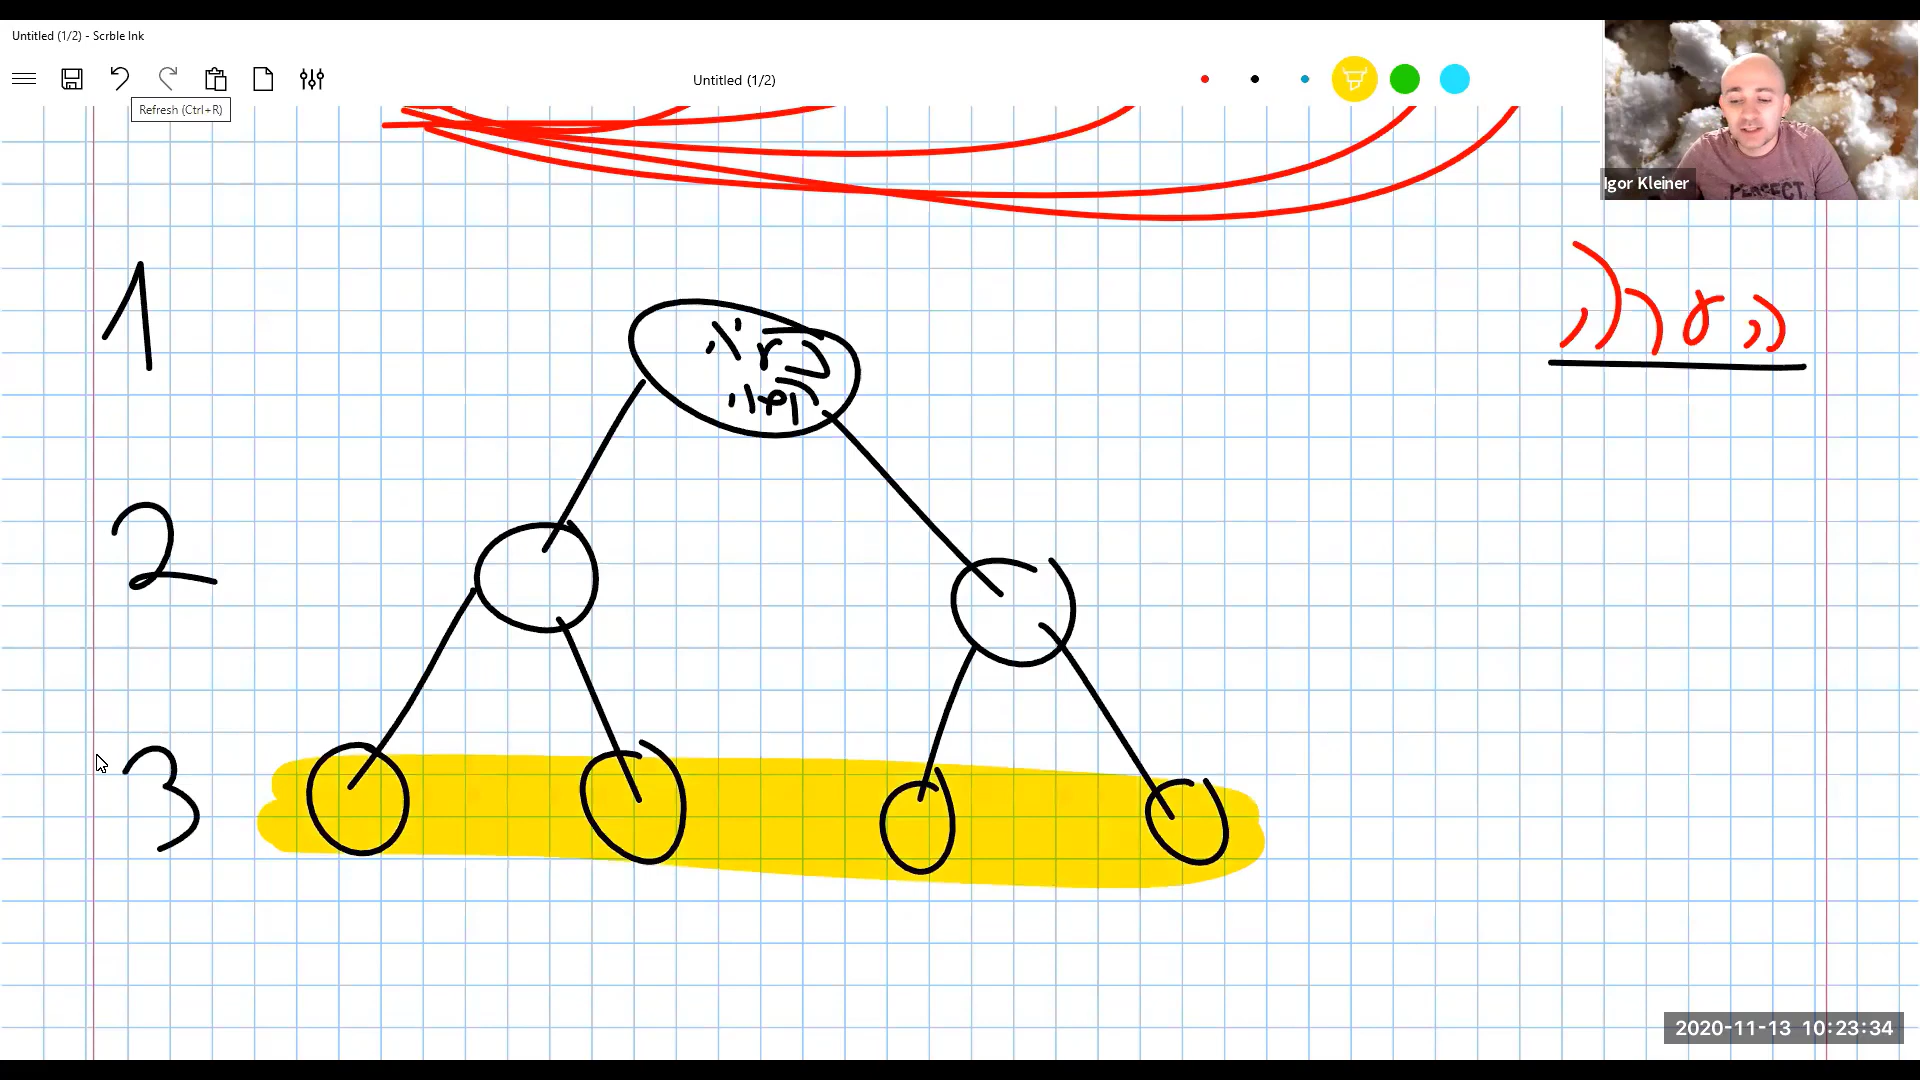 Untitled (1/2) - Scrble Ink
Untitled (1/2)
Refresh (Ctrl+R)
Igor Kleiner
PERFECT
1
2
3
2020-11-13 10:23:34